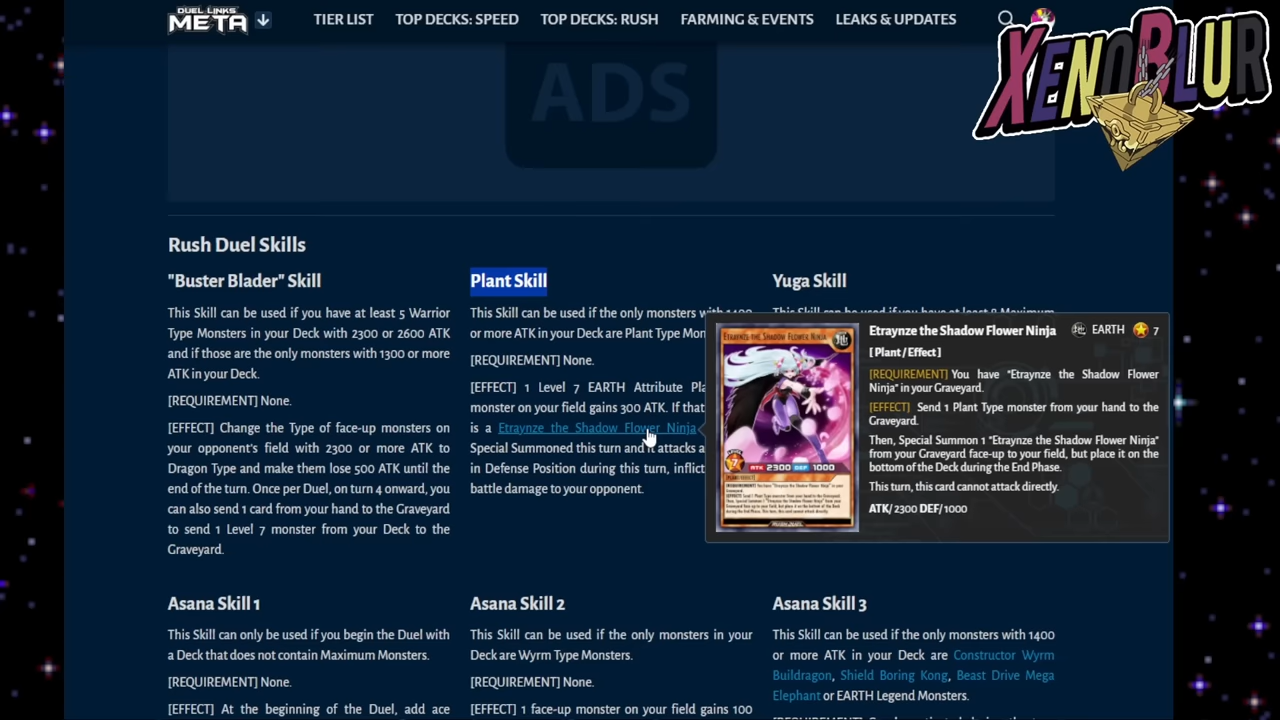 DUEL LINKS
META
TIER LIST
TOP DECKS: SPEED
TOP DECKS: RUSH
FARMING & EVENTS
LEAKS & UPDATES
XENOBLUR
ADS
Rush Duel Skills
"Buster Blader" Skill
This Skill can be used if you have at least 5 Warrior
Type Monsters in your Deck with 2300 or 2600 ATK
and if those are the only monsters with 1300 or more
ATK in your Deck.
[REQUIREMENT] None.
[EFFECT] Change the Type of face-up monsters on
your opponent's field with 2300 or more ATK to
Dragon Type and make them lose 500 ATK until the
end of the turn. Once per Duel, on turn 4 onward, you
can also send 1 card from your hand to the Graveyard
to send 1 Level 7 monster from your Deck to the
Graveyard.
Plant Skill
This Skill can be used if the only monsters with 1400
or more ATK in your Deck are Plant Type Mon
[REQUIREMENT] None.
[EFFECT] 1 Level 7 EARTH Attribute Pla
monster on your field gains 300 ATK. If that
is a Etraynze the Shadow Flower Ninja
Special Summoned this turn and it attacks a
in Defense Position during this turn, inflict
battle damage to your opponent.
Yuga Skill
Etraynze the Shadow Flower Ninja
EARTH
7
[ Plant / Effect ]
[REQUIREMENT] You have "Etraynze the Shadow Flower
Ninja" in your Graveyard.
[EFFECT] Send 1 Plant Type monster from your hand to the
Graveyard.
Then, Special Summon 1 "Etraynze the Shadow Flower Ninja"
from your Graveyard face-up to your field, but place it on the
bottom of the Deck during the End Phase.
This turn, this card cannot attack directly.
ATK/ 2300 DEF/ 1000
ETRAYNZE THE SHADOW FLOWER NINJA
7
ATK 2300 DEF 1000
Asana Skill 1
This Skill can only be used if you begin the Duel with
a Deck that does not contain Maximum Monsters.
[REQUIREMENT] None.
[EFFECT] At the beginning of the Duel, add ace
Asana Skill 2
This Skill can be used if the only monsters in your
Deck are Wyrm Type Monsters.
[REQUIREMENT] None.
[EFFECT] 1 face-up monster on your field gains 100
Asana Skill 3
This Skill can be used if the only monsters with 1400
or more ATK in your Deck are Constructor Wyrm
Buildragon, Shield Boring Kong, Beast Drive Mega
Elephant or EARTH Legend Monsters.